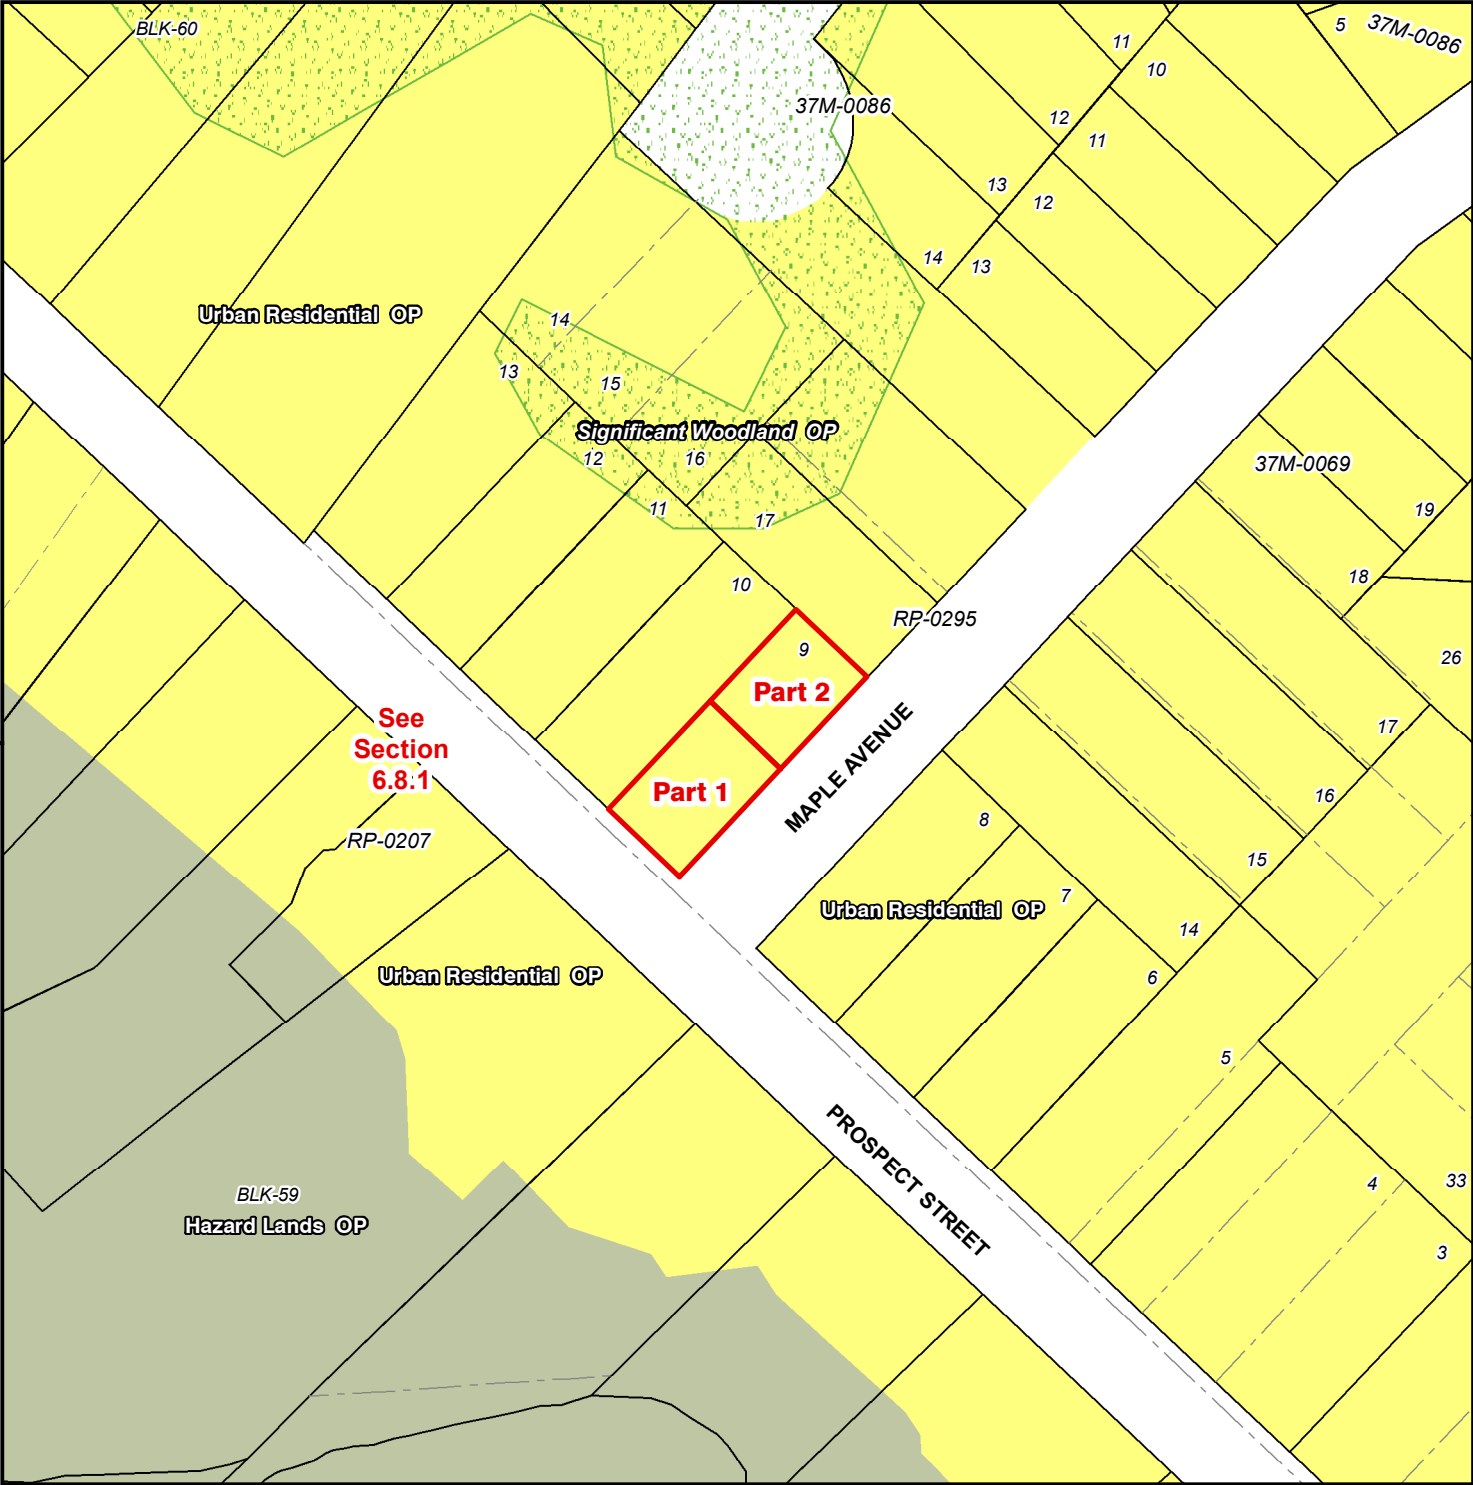 BLK-60
5
37M-0086
11
10
37M-0086
12
11
13
12
14
13
Urban Residential OP
14
13
15
Significant Woodland OP
12
16
37M-0069
11
17
19
10
18
RP-0295
9
26
Part 2
See
Section
6.8.1
17
MAPLE AVENUE
Part 1
16
8
RP-0207
15
7
Urban Residential OP
14
Urban Residential OP
6
5
PROSPECT STREET
4
33
BLK-59
Hazard Lands OP
3